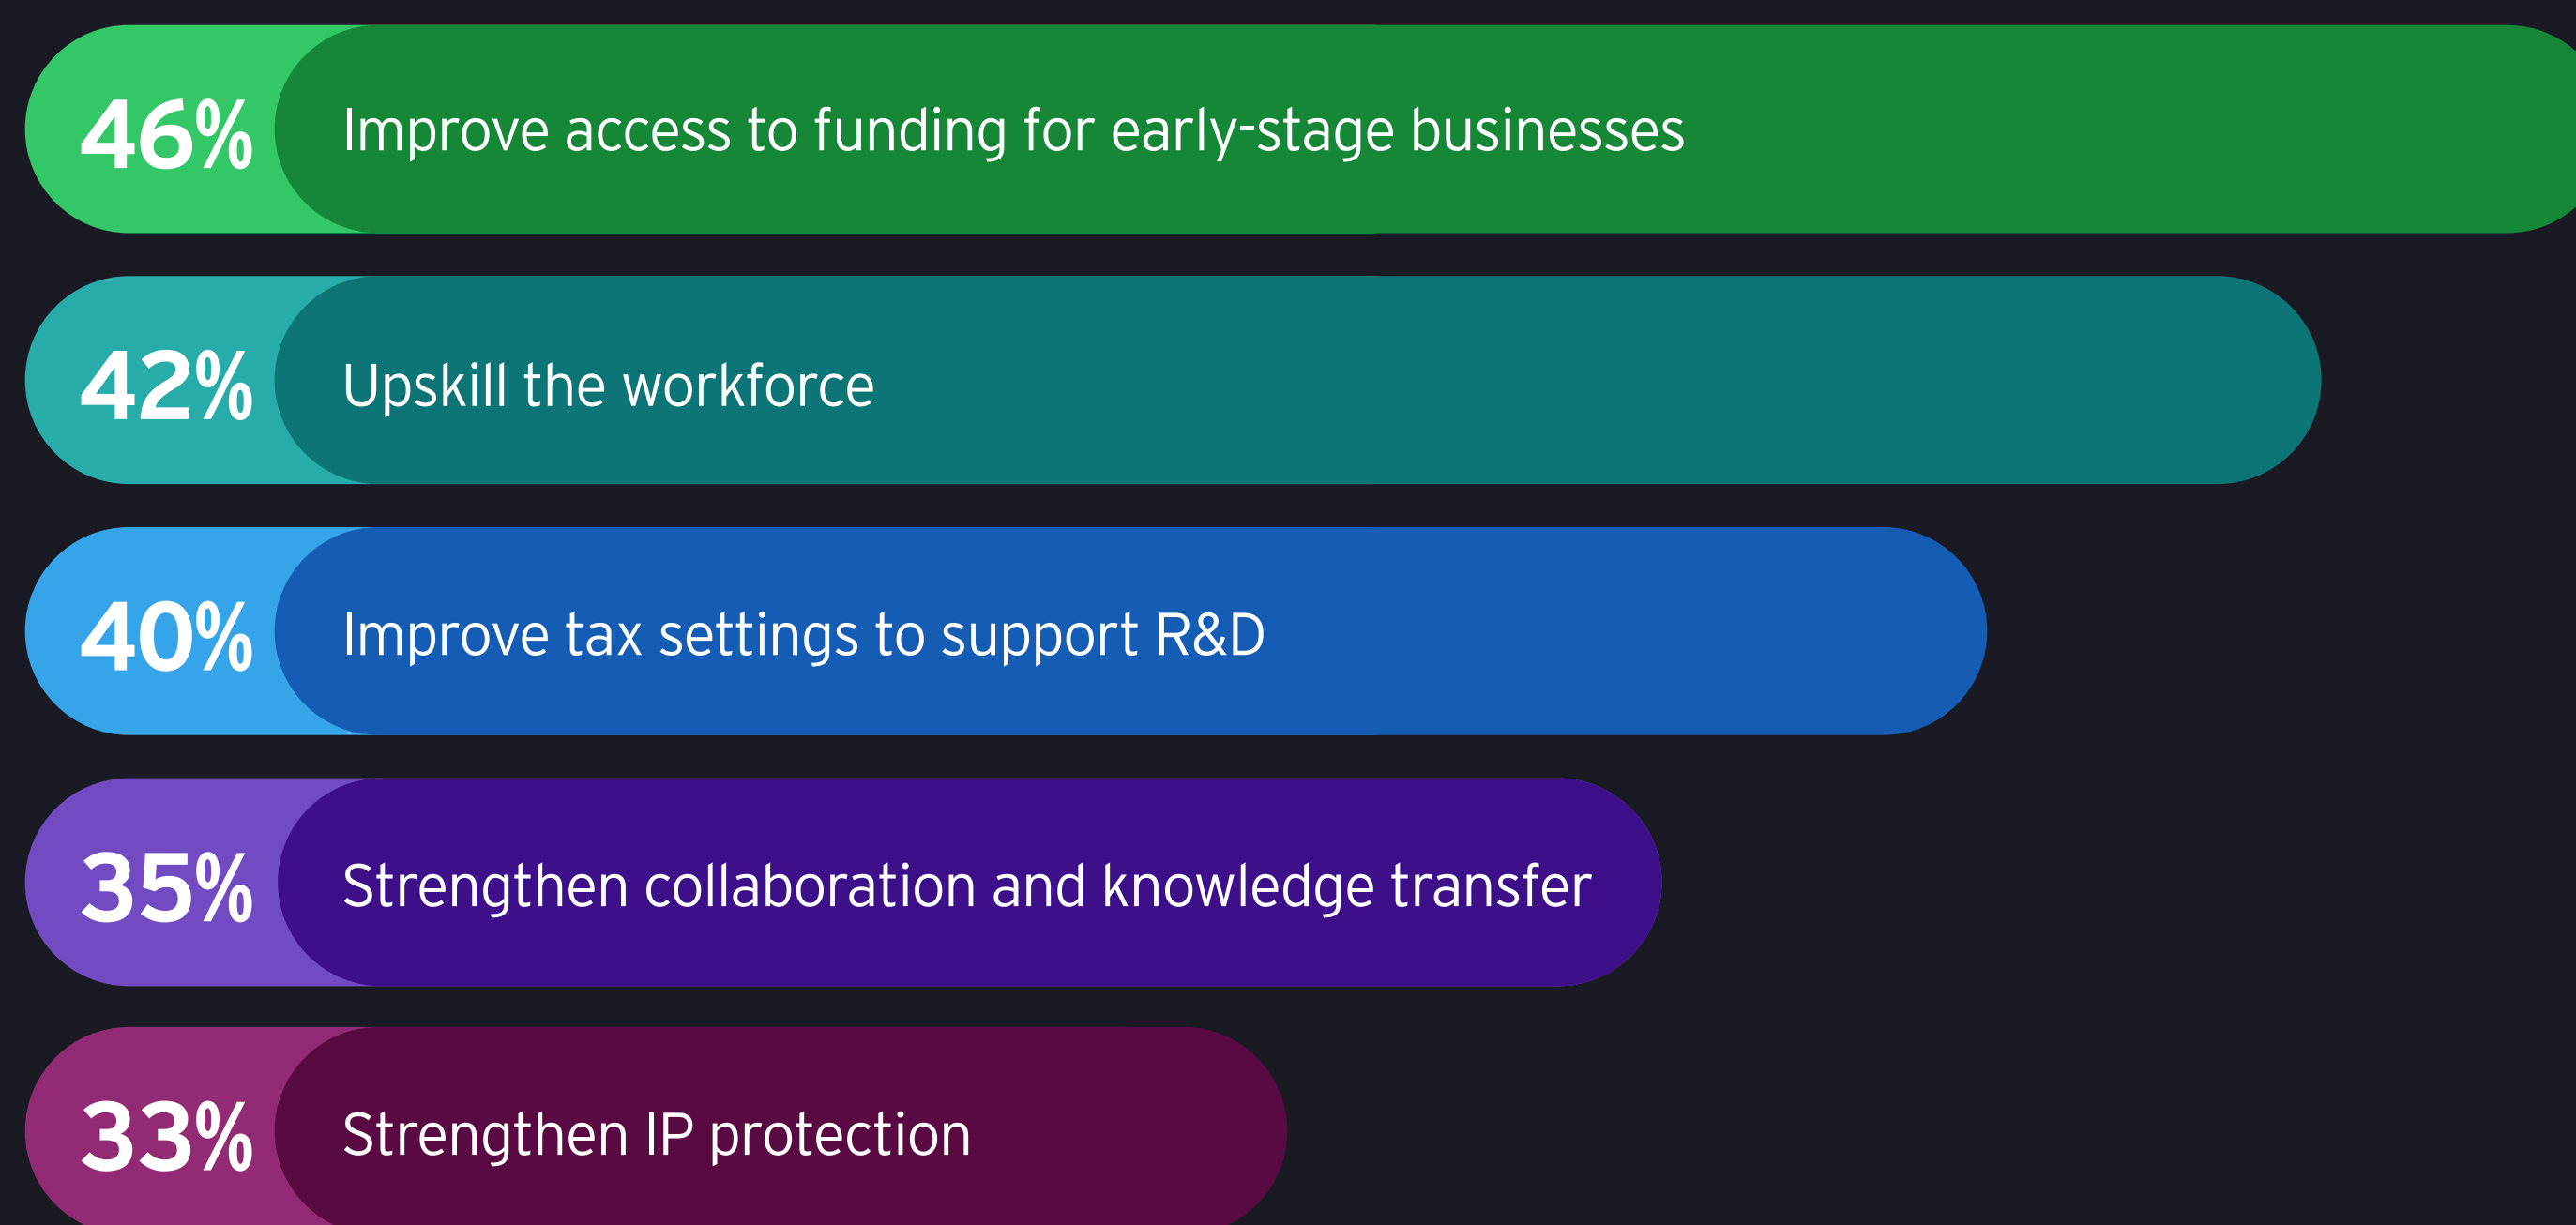 46% Improve access to funding for early-stage businesses
42% Upskill the workforce
40% Improve tax settings to support R&D
35% Strengthen collaboration and knowledge transfer
33% Strengthen IP protection